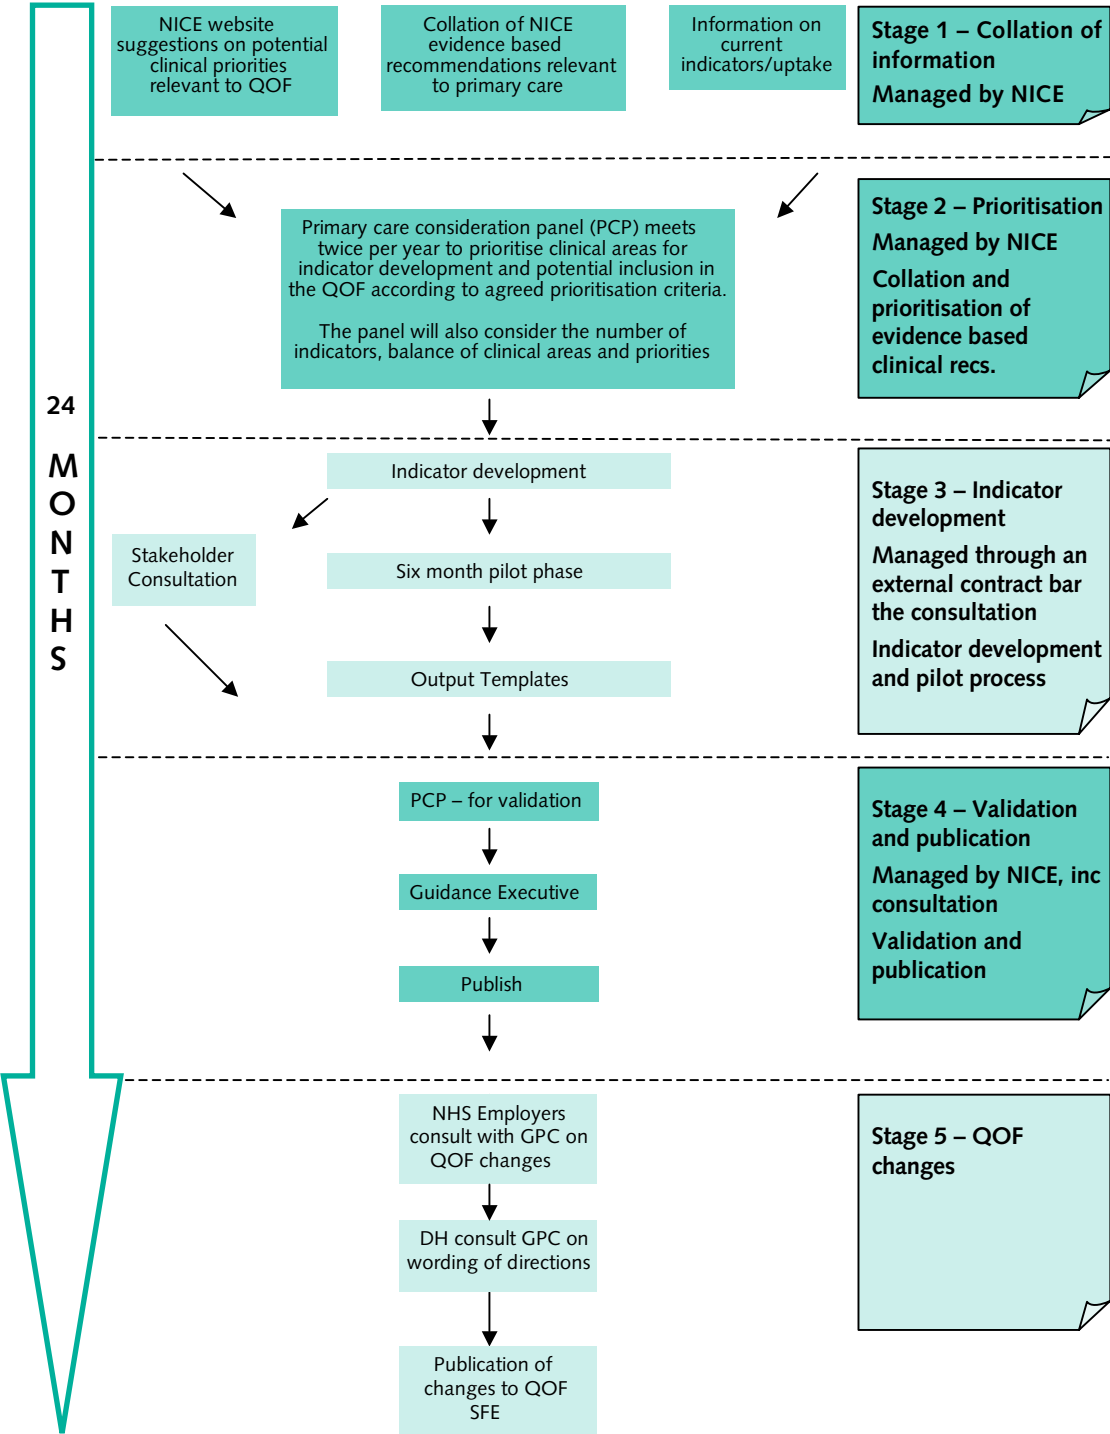 NICE website
suggestions on potential
clinical priorities
relevant to QOF
Collation of NICE
evidence based
recommendations relevant
to primary care
Information on
current
indicators/uptake
Stage 1 – Collation of
information
Managed by NICE
Primary care consideration panel (PCP) meets
twice per year to prioritise clinical areas for
indicator development and potential inclusion in
the QOF according to agreed prioritisation criteria.
The panel will also consider the number of
indicators, balance of clinical areas and priorities
Stage 2 – Prioritisation
Managed by NICE
Collation and
prioritisation of
evidence based
clinical recs.
24
M
O
N
T
H
S
Indicator development
Stakeholder
Consultation
Six month pilot phase
Output Templates
Stage 3 – Indicator
development
Managed through an
external contract bar
the consultation
Indicator development
and pilot process
PCP – for validation
Guidance Executive
Publish
Stage 4 – Validation
and publication
Managed by NICE, inc
consultation
Validation and
publication
NHS Employers
consult with GPC on
QOF changes
DH consult GPC on
wording of directions
Publication of
changes to QOF
SFE
Stage 5 – QOF
changes